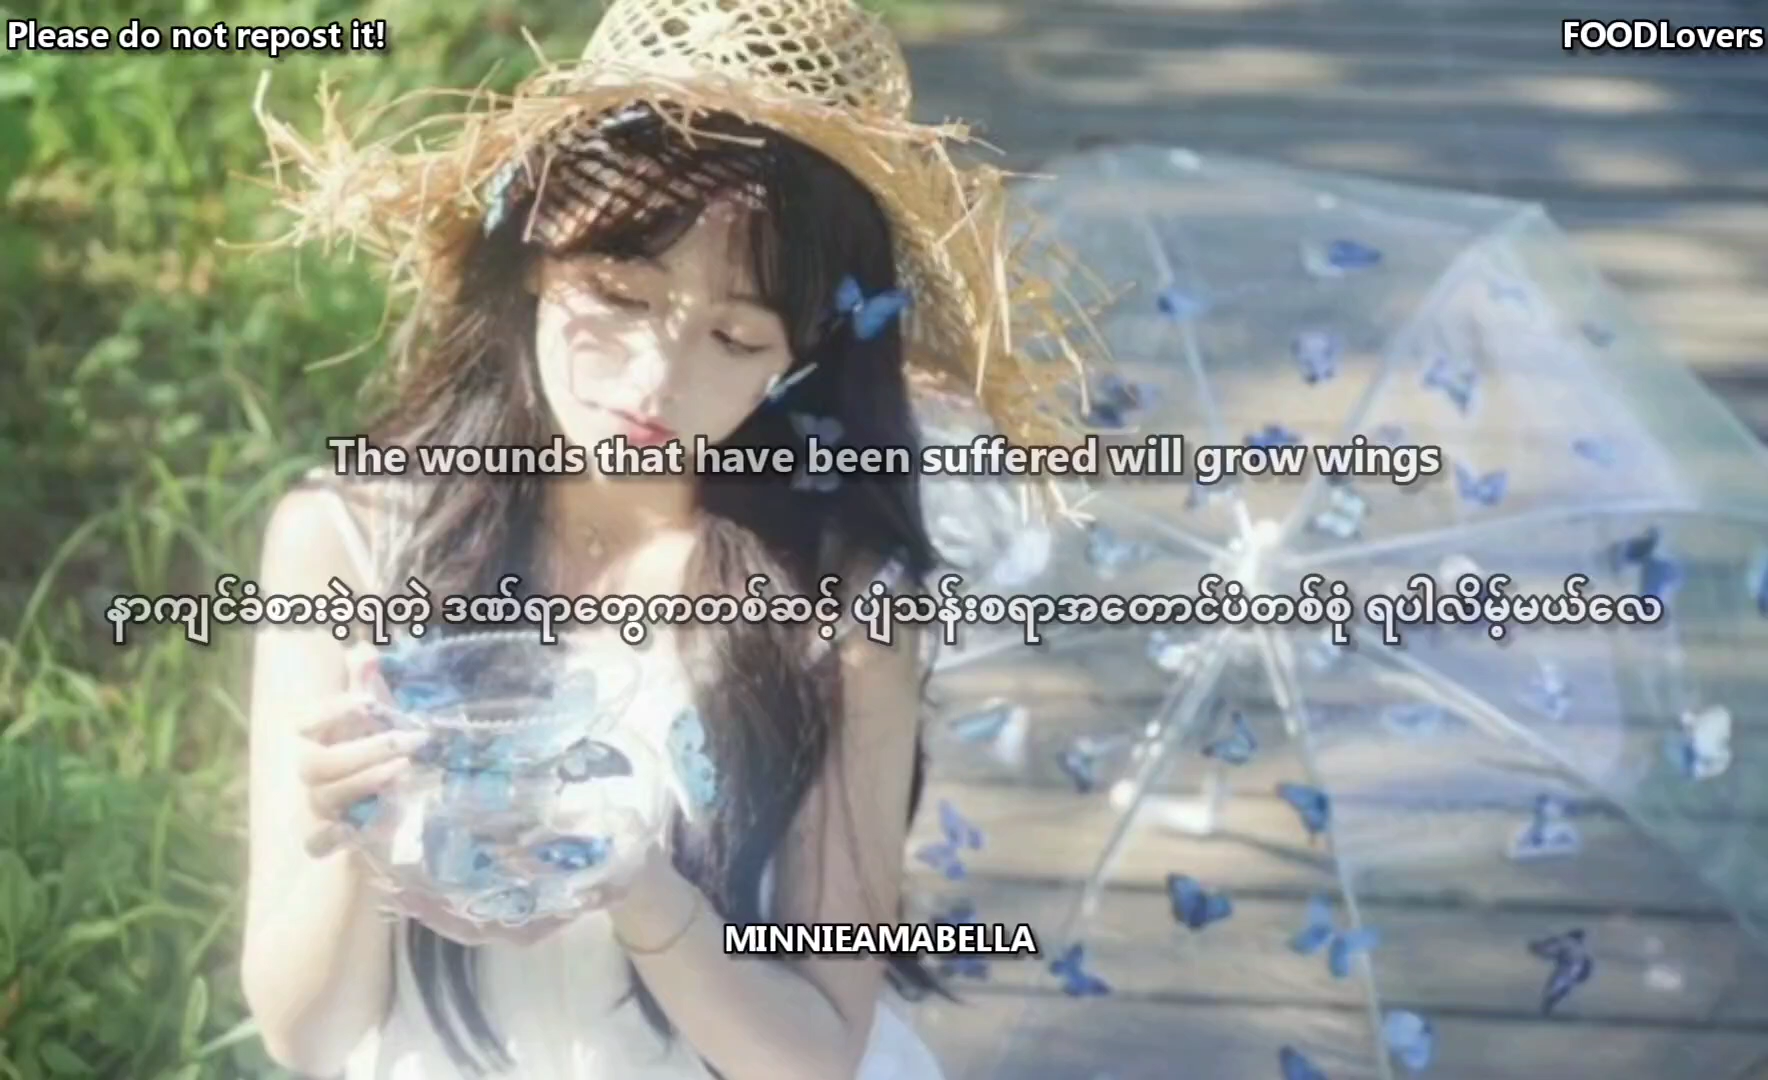 Please do not repost it!
FOODLovers
The wounds that have been suffered will grow wings
နာကျင်ခံစားခဲ့ရတဲ့ ဒဏ်ရာတွေကတစ်ဆင့် ပျံသန်းစရာအတောင်ပံတစ်စုံ ရပါလိမ့်မယ်လေ
MINNIEAMABELLA